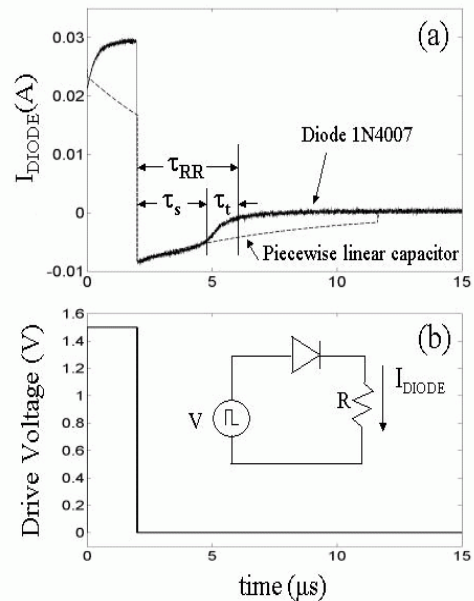 (a)
I_DIODE(A)
0.03
0.02
0.01
0
-0.01
τ_RR
τ_s
τ_t
Diode 1N4007
Piecewise linear capacitor
0 5 10 15
(b)
Drive Voltage (V)
1.6
1.4
1.2
1
0.8
0.6
0.4
0.2
0
V
R
I_DIODE
0 5 10 15
time (μs)